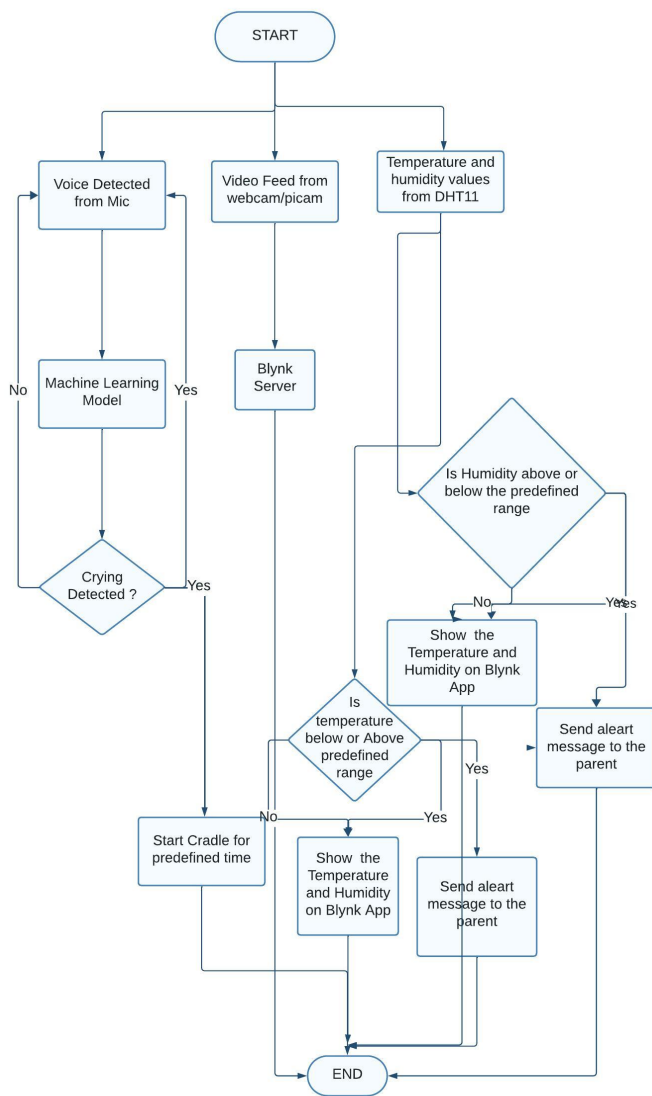 START
Voice Detected
from Mic
Video Feed from
webcam/picam
Temperature and
humidity values
from DHT11
Machine Learning
Model
Blynk
Server
No
Yes
Is Humidity above or
below the predefined
range
Crying
Detected ?
Yes
No
Yes
Yes
Show the
Temperature and
Humidity on Blynk
App
Is
temperature
below or Above
predefined
range
Send aleart
message to the
parent
Yes
No
Yes
Start Cradle for
predefined time
Show the
Temperature
and Humidity
on Blynk App
Send aleart
message to the
parent
END